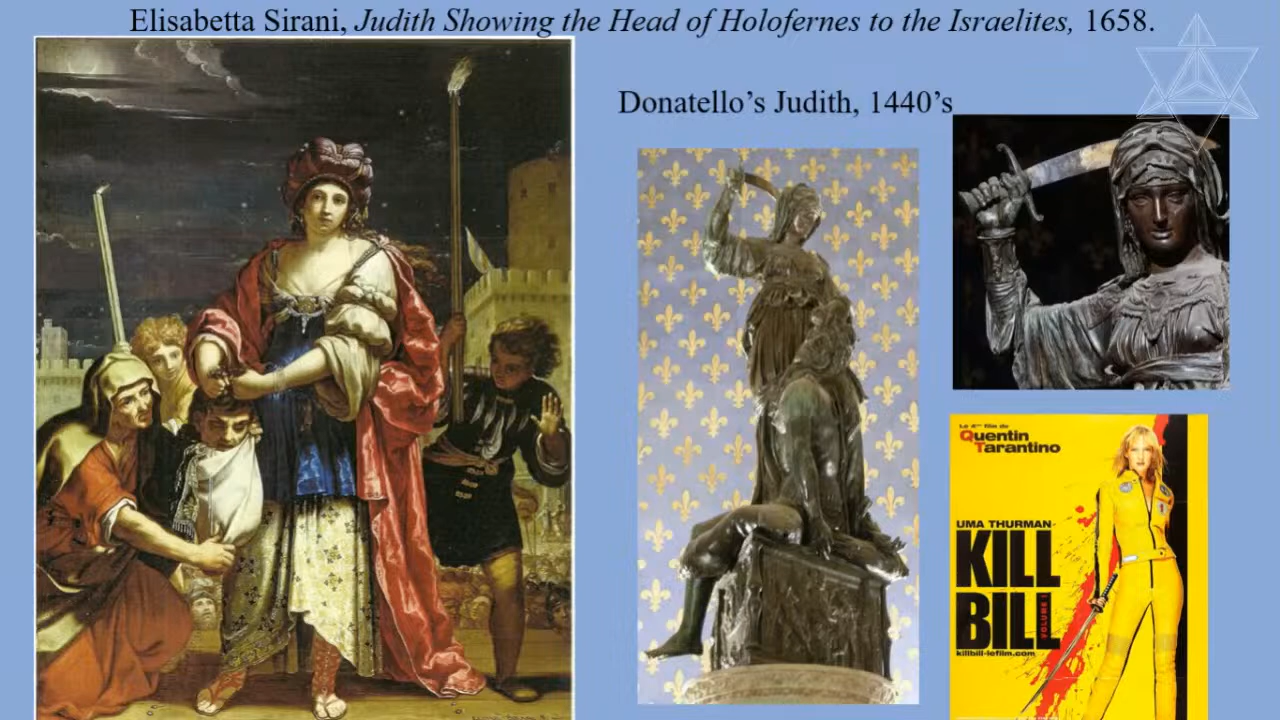 Elisabetta Sirani, Judith Showing the Head of Holofernes to the Israelites, 1658.
Donatello’s Judith, 1440’s
Le 4ème film de
Quentin
Tarantino
UMA THURMAN
KILL
BILL
VOLUME 1
killbill-lefilm.com